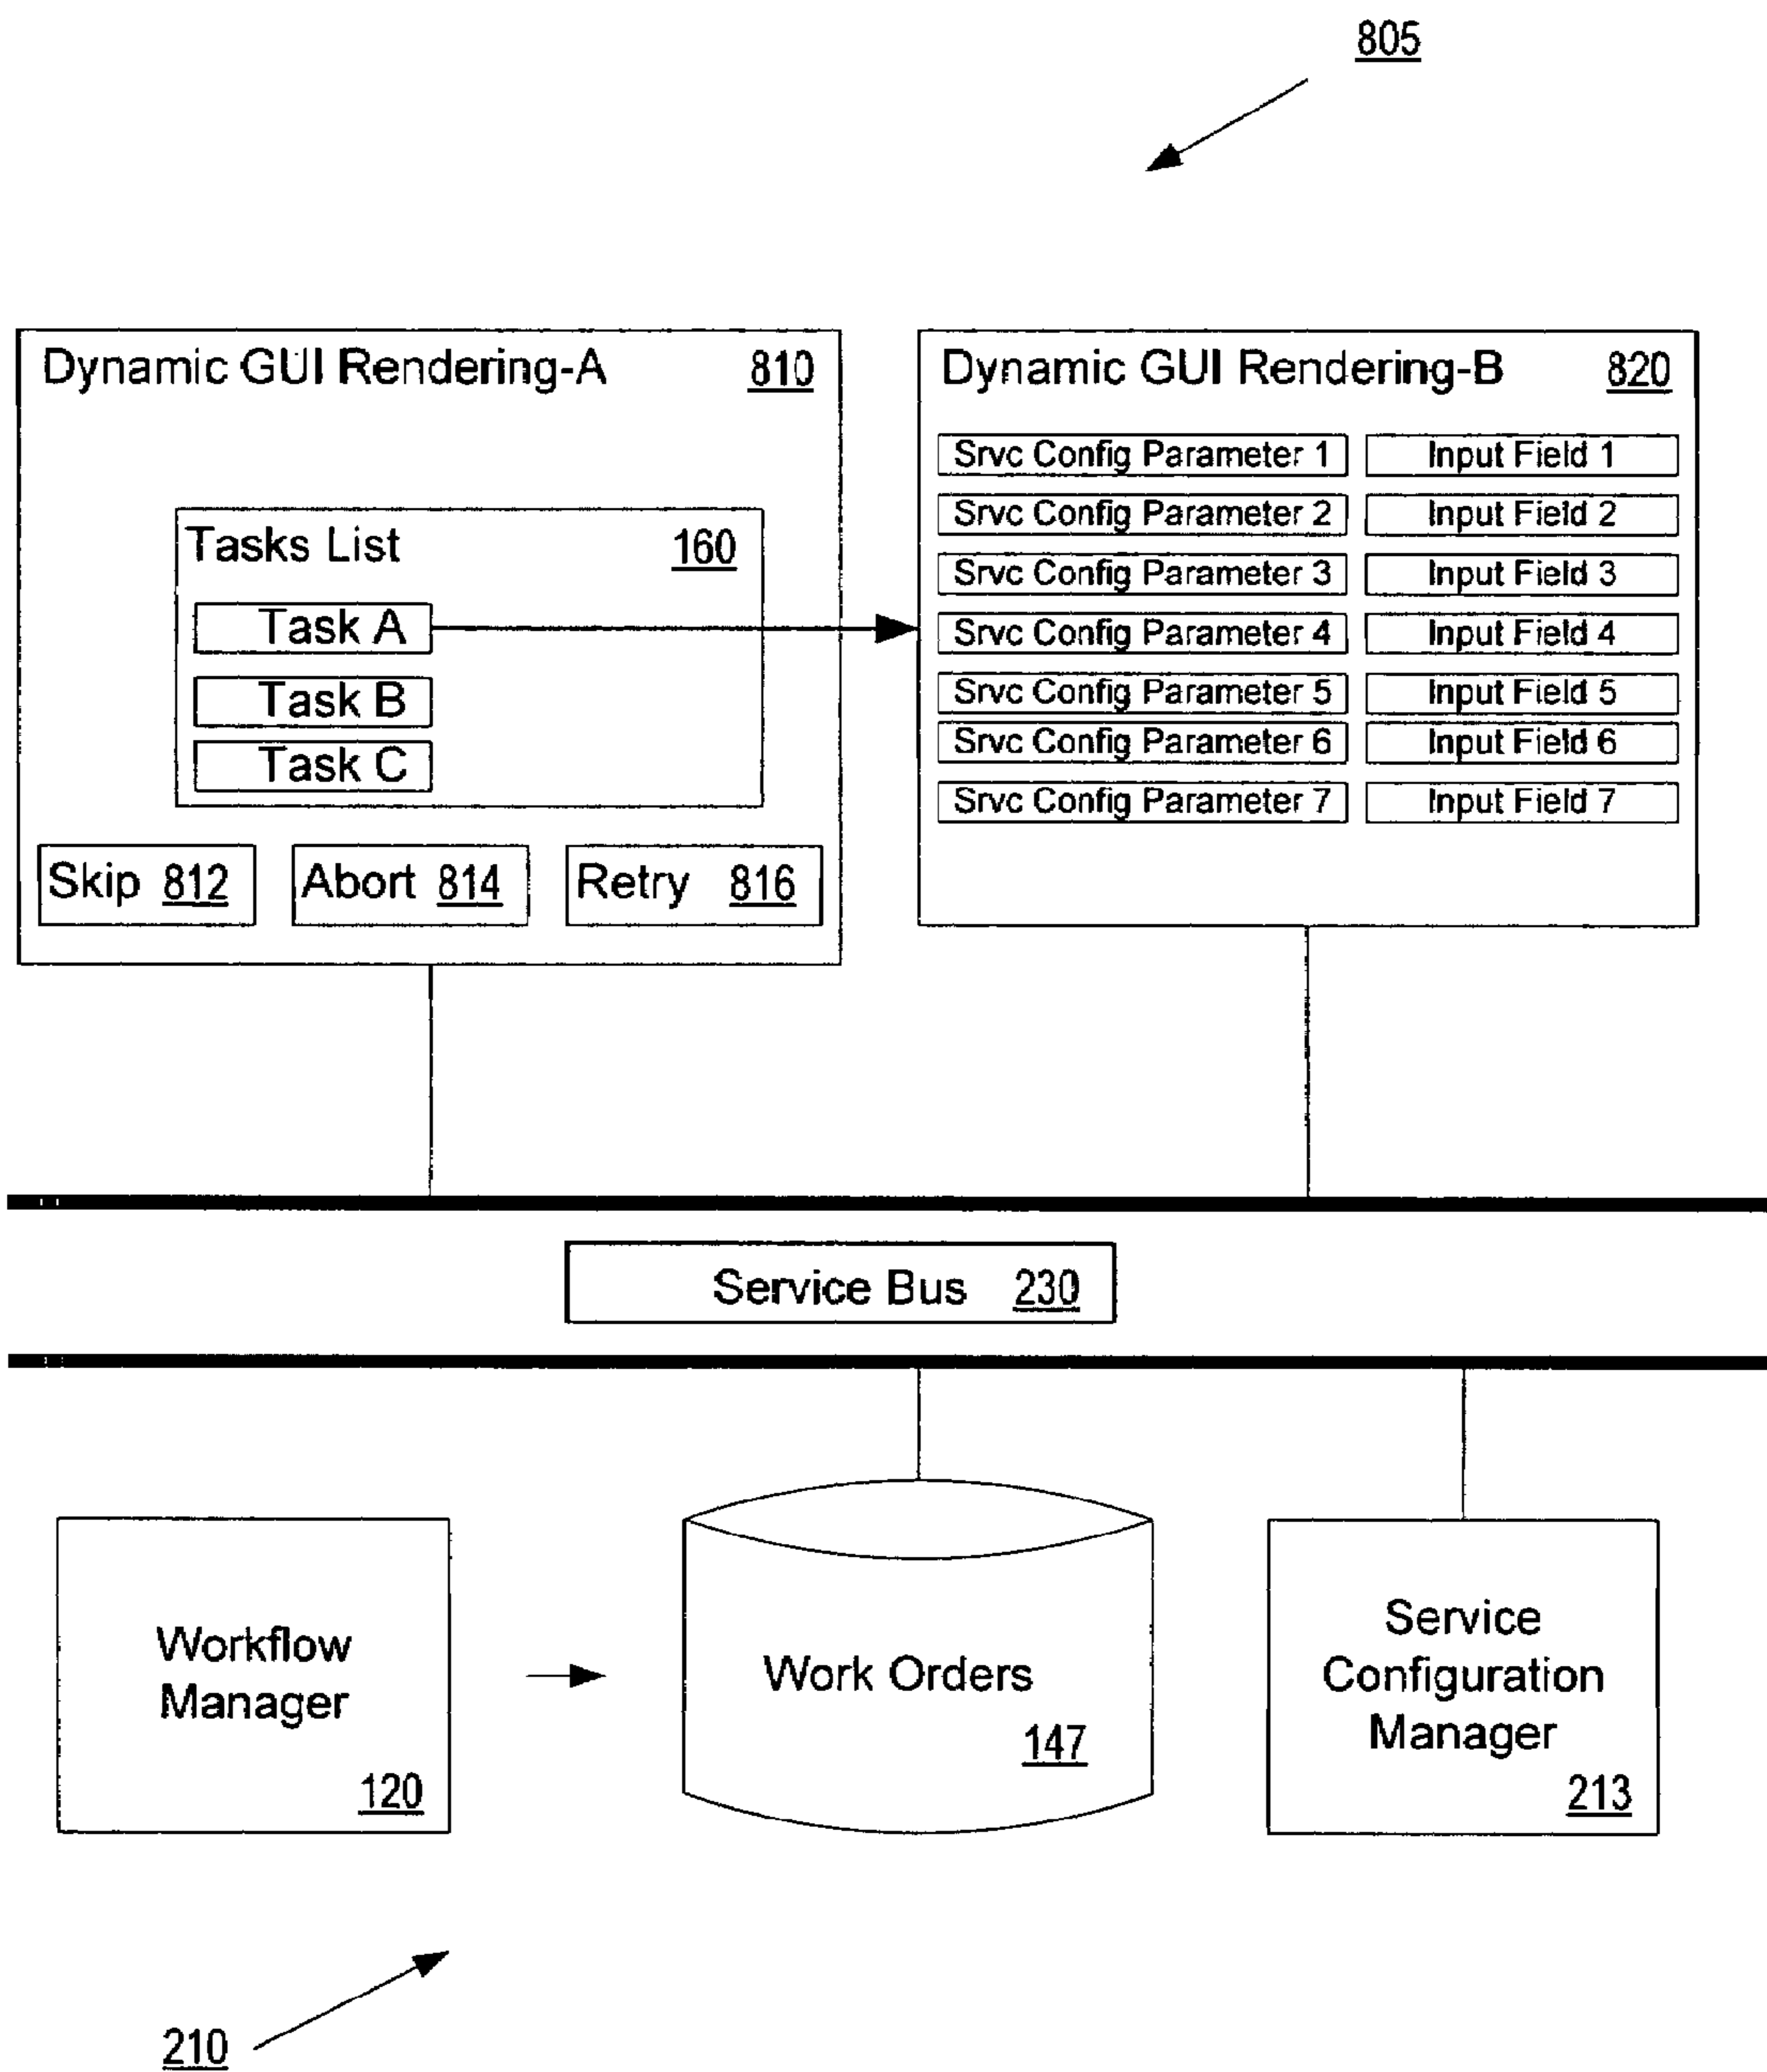 805
Dynamic GUI Rendering-A 810
Tasks List 160
Task A
Task B
Task C
Skip 812
Abort 814
Retry 816
Dynamic GUI Rendering-B 820
Srvc Config Parameter 1 Input Field 1
Srvc Config Parameter 2 Input Field 2
Srvc Config Parameter 3 Input Field 3
Srvc Config Parameter 4 Input Field 4
Srvc Config Parameter 5 Input Field 5
Srvc Config Parameter 6 Input Field 6
Srvc Config Parameter 7 Input Field 7
Service Bus 230
Workflow
Manager
120
Work Orders
147
Service
Configuration
Manager
213
210